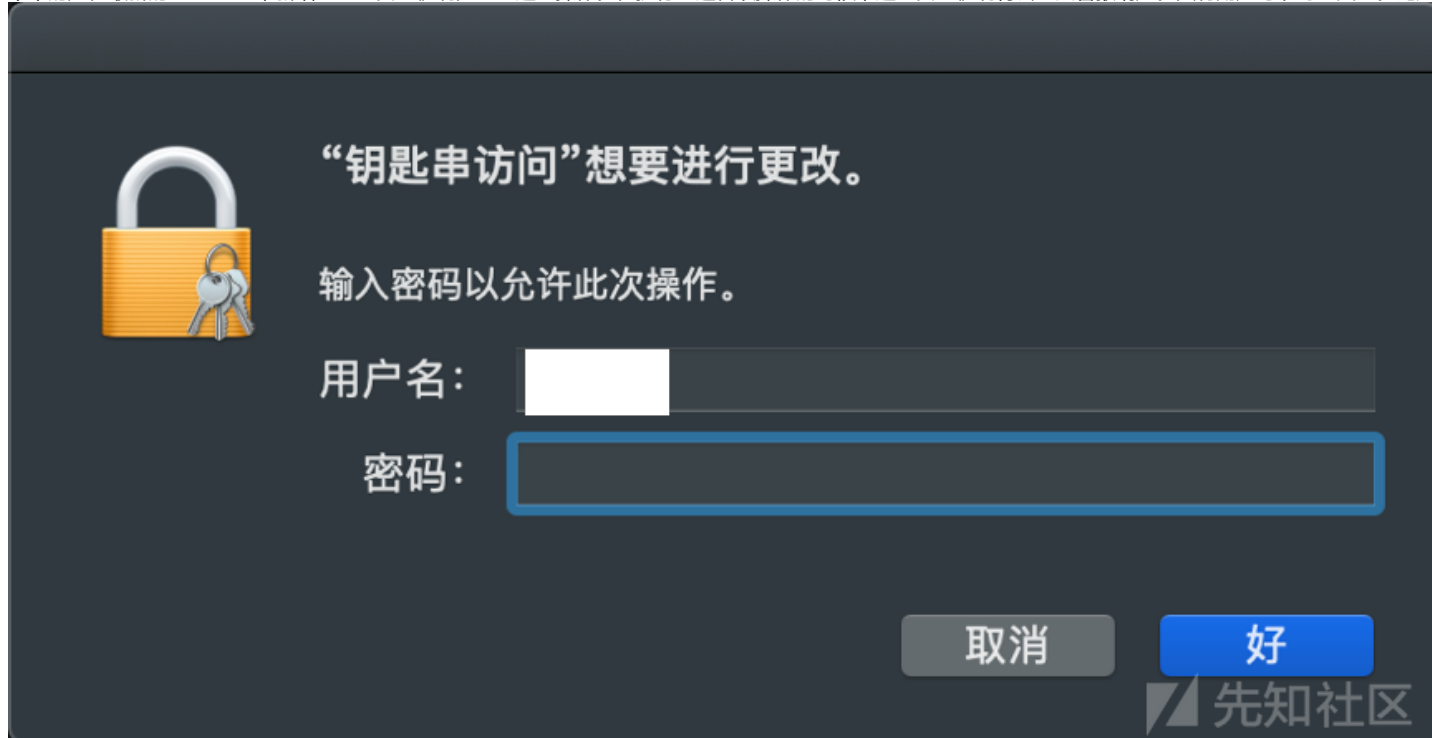 “钥匙串访问”想要进行更改。
输入密码以允许此次操作。
用户名：
密码：
取消
好
先知社区